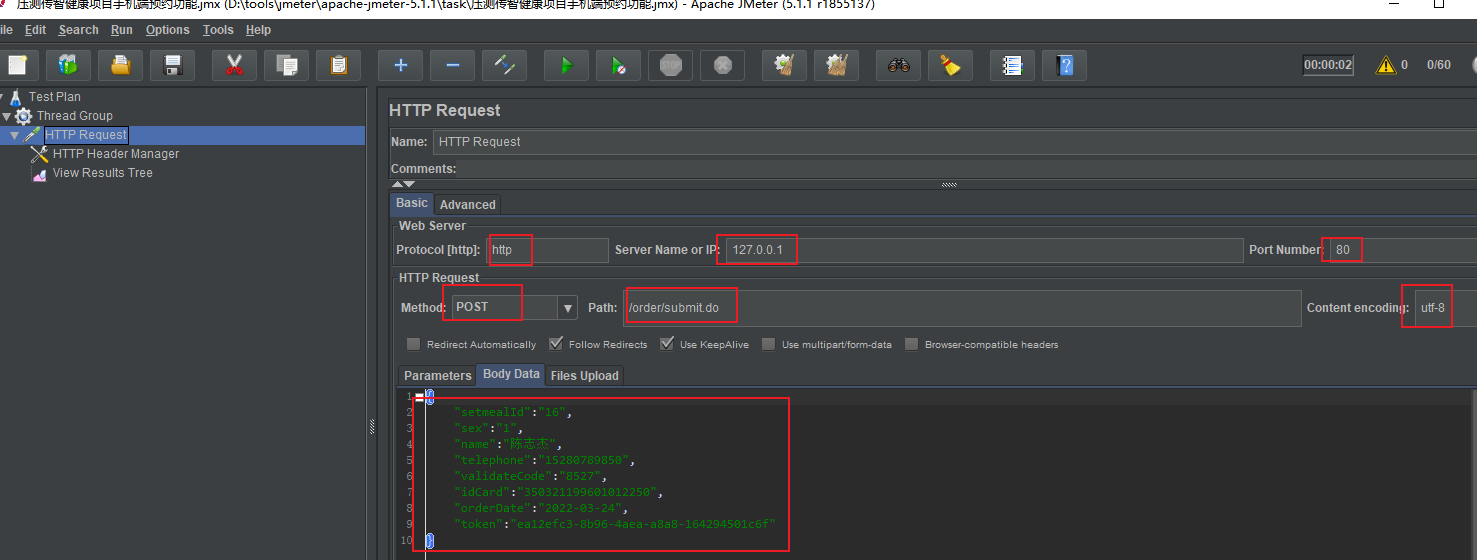 压测传智健康项目手机端预约功能.jmx (D:\tools\jmeter\apache-jmeter-5.1.1\task\压测传智健康项目手机端预约功能.jmx) - Apache JMeter (5.1.1 r1855137)
ile Edit Search Run Options Tools Help
STOP
00:00:02 0 0/60
Test Plan
Thread Group
HTTP Request
HTTP Header Manager
View Results Tree
HTTP Request
Name: HTTP Request
Comments:
Basic Advanced
Web Server
Protocol [http]: http Server Name or IP: 127.0.0.1 Port Number: 80
HTTP Request
Method: POST Path: /order/submit.do Content encoding: utf-8
Redirect Automatically Follow Redirects Use KeepAlive Use multipart/form-data Browser-compatible headers
Parameters Body Data Files Upload
1 {
2 "setmealId":"16",
3 "sex":"1",
4 "name":"陈志杰",
5 "telephone":"15280789850",
6 "validateCode":"8527",
7 "idCard":"350321199601012250",
8 "orderDate":"2022-03-24",
9 "token":"ea12efc3-8b96-4aea-a8a8-164294501c6f"
10 }